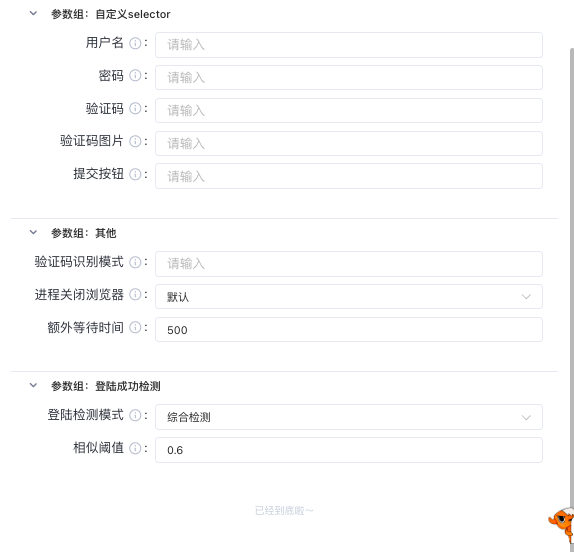 参数组：自定义selector
用户名 ： 请输入
密码 ： 请输入
验证码 ： 请输入
验证码图片 ： 请输入
提交按钮 ： 请输入
参数组：其他
验证码识别模式 ： 请输入
进程关闭浏览器 ： 默认
额外等待时间 ： 500
参数组：登陆成功检测
登陆检测模式 ： 综合检测
相似阈值 ： 0.6
已经到底啦～